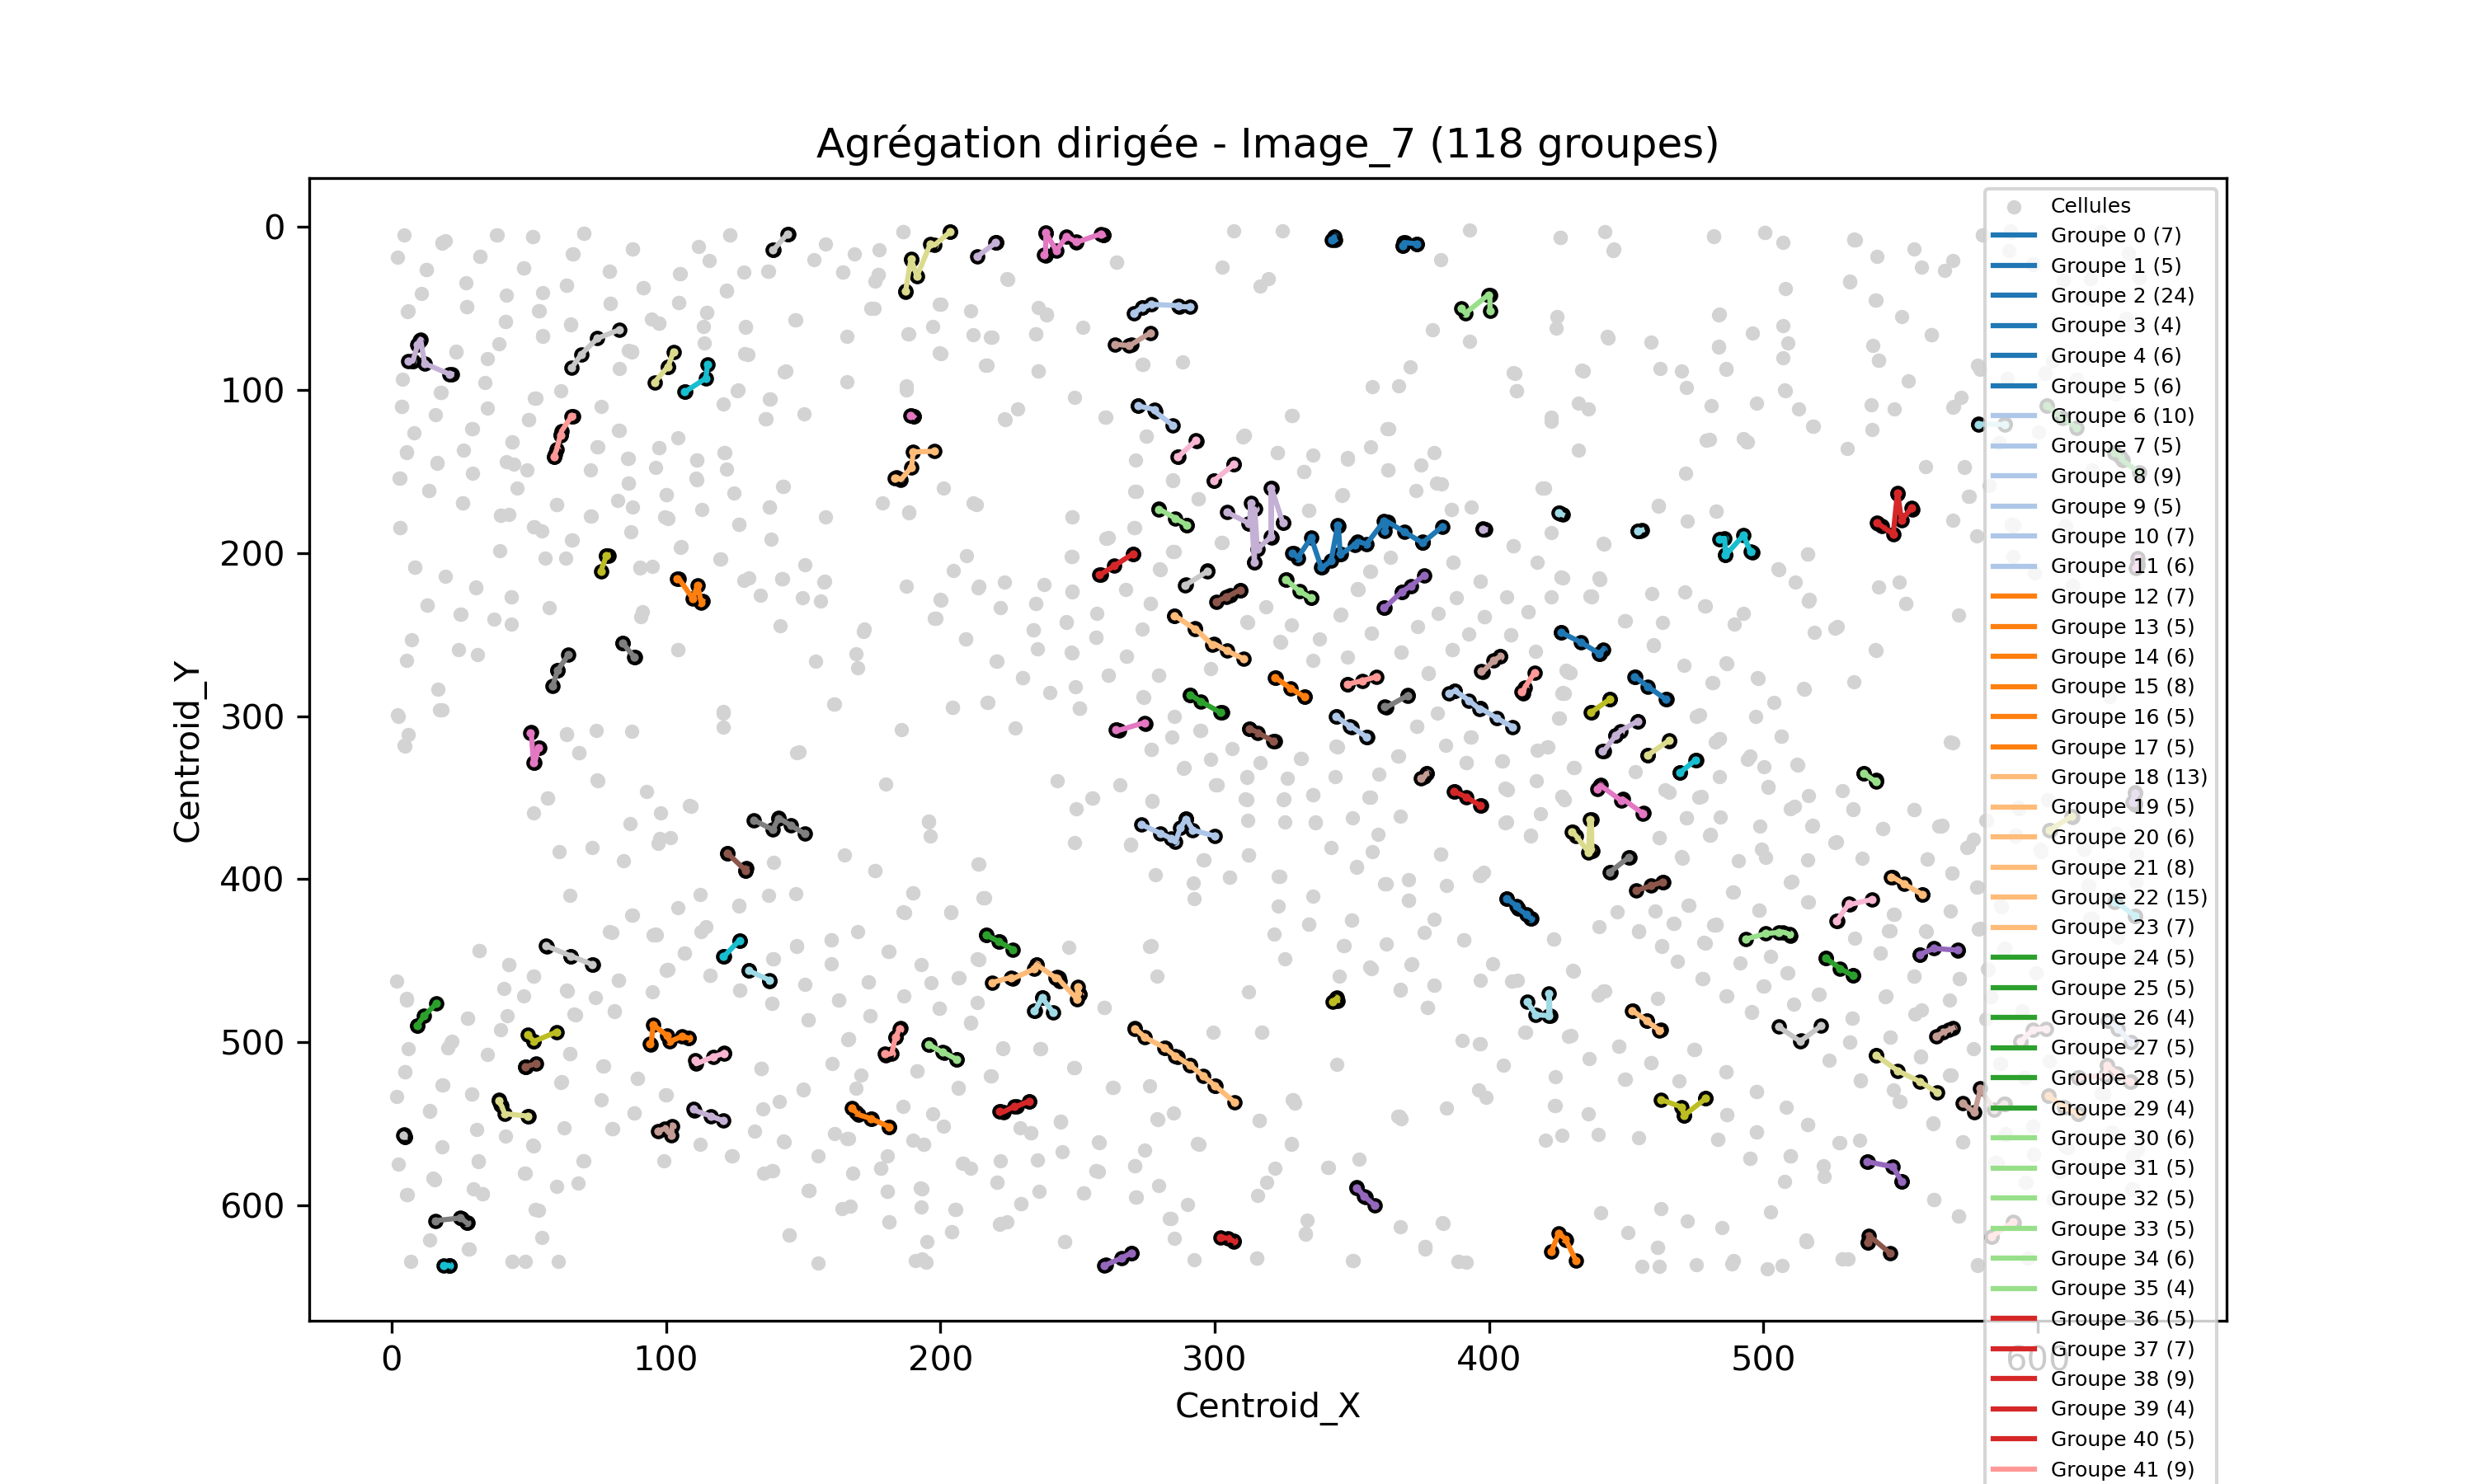 Agrégation dirigée - Image_7 (118 groupes)
Centroid_Y
0
100
200
300
400
500
600
0
100
200
300
400
500
600
Centroid_X
Cellules
Groupe 0 (7)
Groupe 1 (5)
Groupe 2 (24)
Groupe 3 (4)
Groupe 4 (6)
Groupe 5 (6)
Groupe 6 (10)
Groupe 7 (5)
Groupe 8 (9)
Groupe 9 (5)
Groupe 10 (7)
Groupe 11 (6)
Groupe 12 (7)
Groupe 13 (5)
Groupe 14 (6)
Groupe 15 (8)
Groupe 16 (5)
Groupe 17 (5)
Groupe 18 (13)
Groupe 19 (5)
Groupe 20 (6)
Groupe 21 (8)
Groupe 22 (15)
Groupe 23 (7)
Groupe 24 (5)
Groupe 25 (5)
Groupe 26 (4)
Groupe 27 (5)
Groupe 28 (5)
Groupe 29 (4)
Groupe 30 (6)
Groupe 31 (5)
Groupe 32 (5)
Groupe 33 (5)
Groupe 34 (6)
Groupe 35 (4)
Groupe 36 (5)
Groupe 37 (7)
Groupe 38 (9)
Groupe 39 (4)
Groupe 40 (5)
Groupe 41 (9)